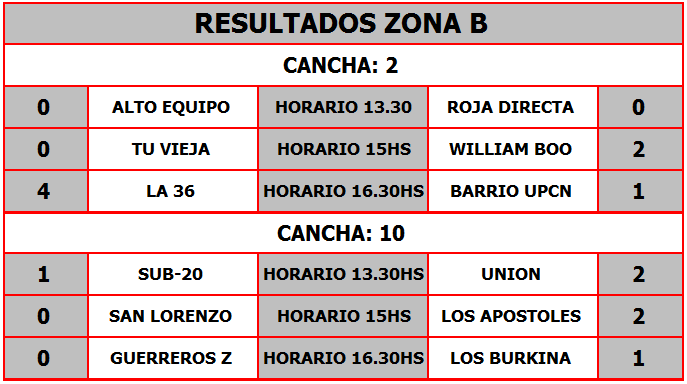 RESULTADOS ZONA B
CANCHA: 2
0 ALTO EQUIPO HORARIO 13.30 ROJA DIRECTA 0
0 TU VIEJA HORARIO 15HS WILLIAM BOO 2
4 LA 36 HORARIO 16.30HS BARRIO UPCN 1
CANCHA: 10
1 SUB-20 HORARIO 13.30HS UNION 2
0 SAN LORENZO HORARIO 15HS LOS APOSTOLES 2
0 GUERREROS Z HORARIO 16.30HS LOS BURKINA 1